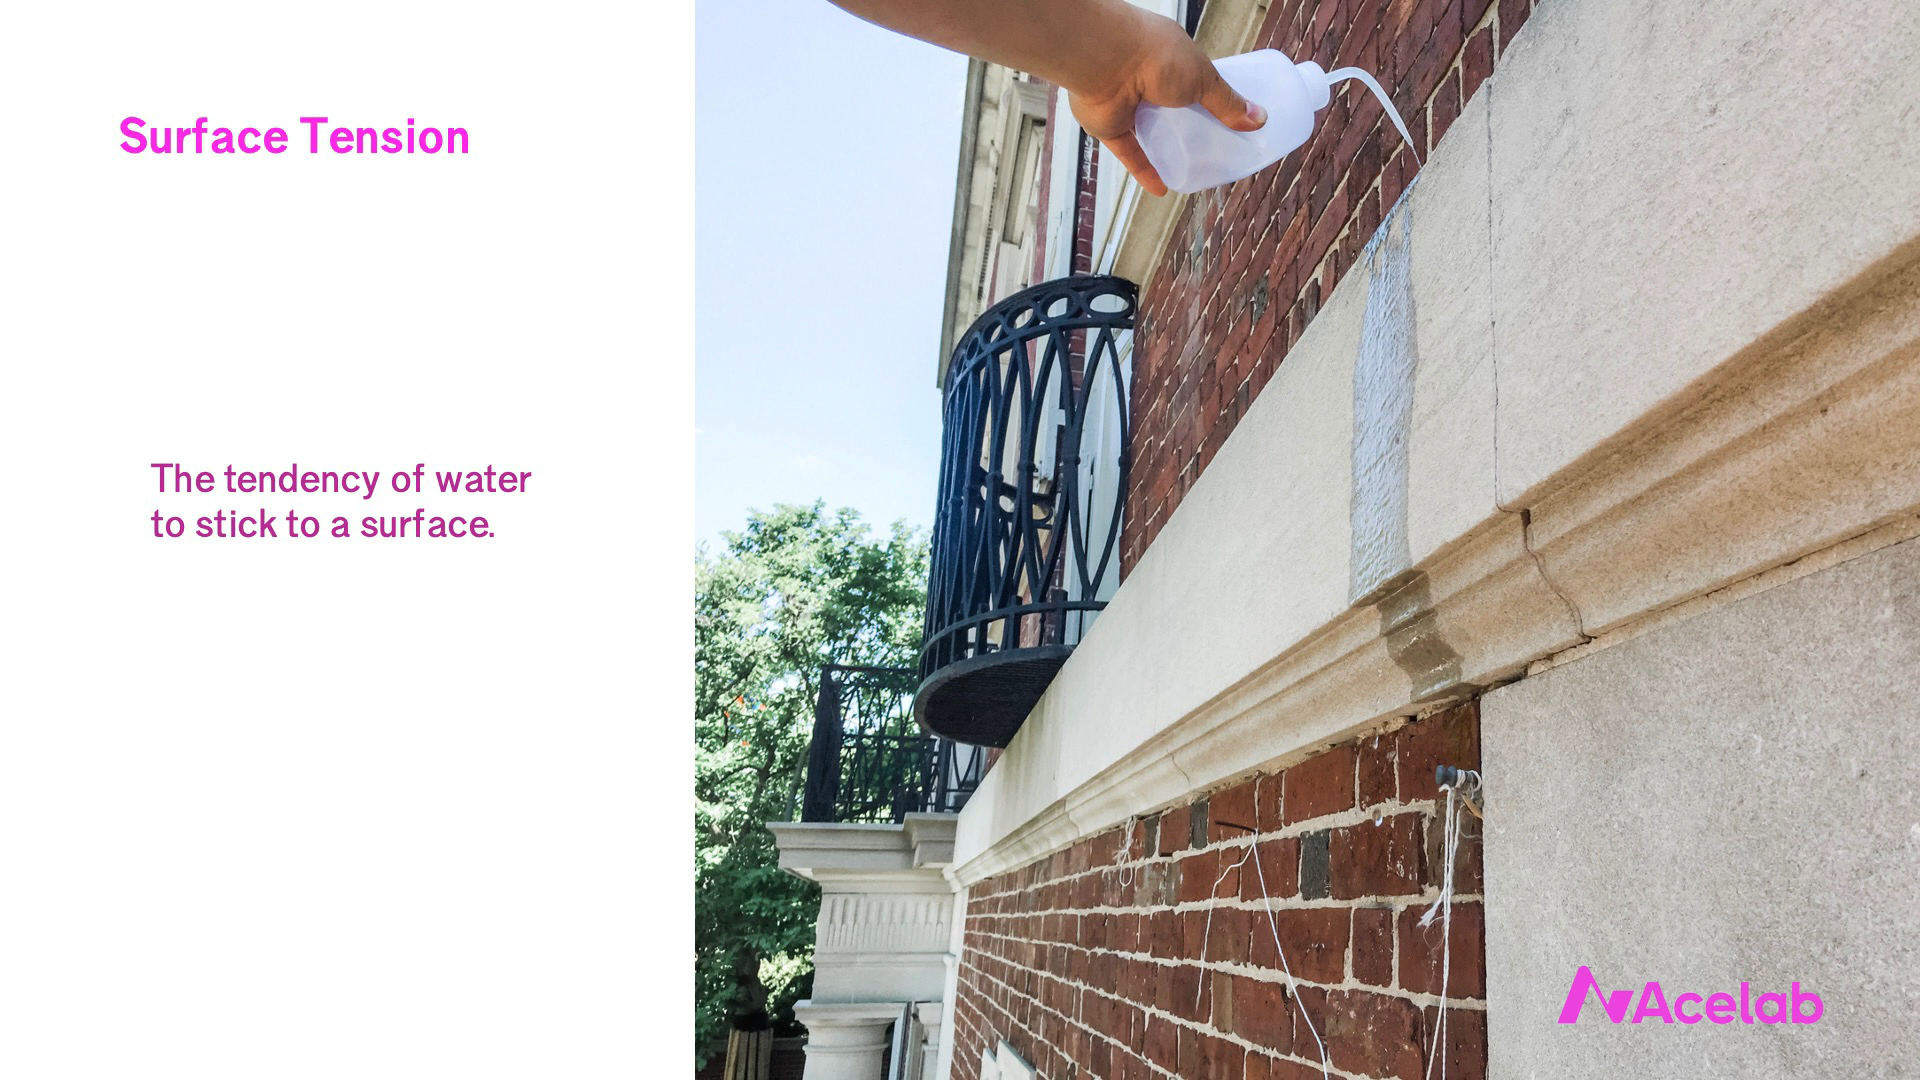 Surface Tension
The tendency of water
to stick to a surface.
Acelab